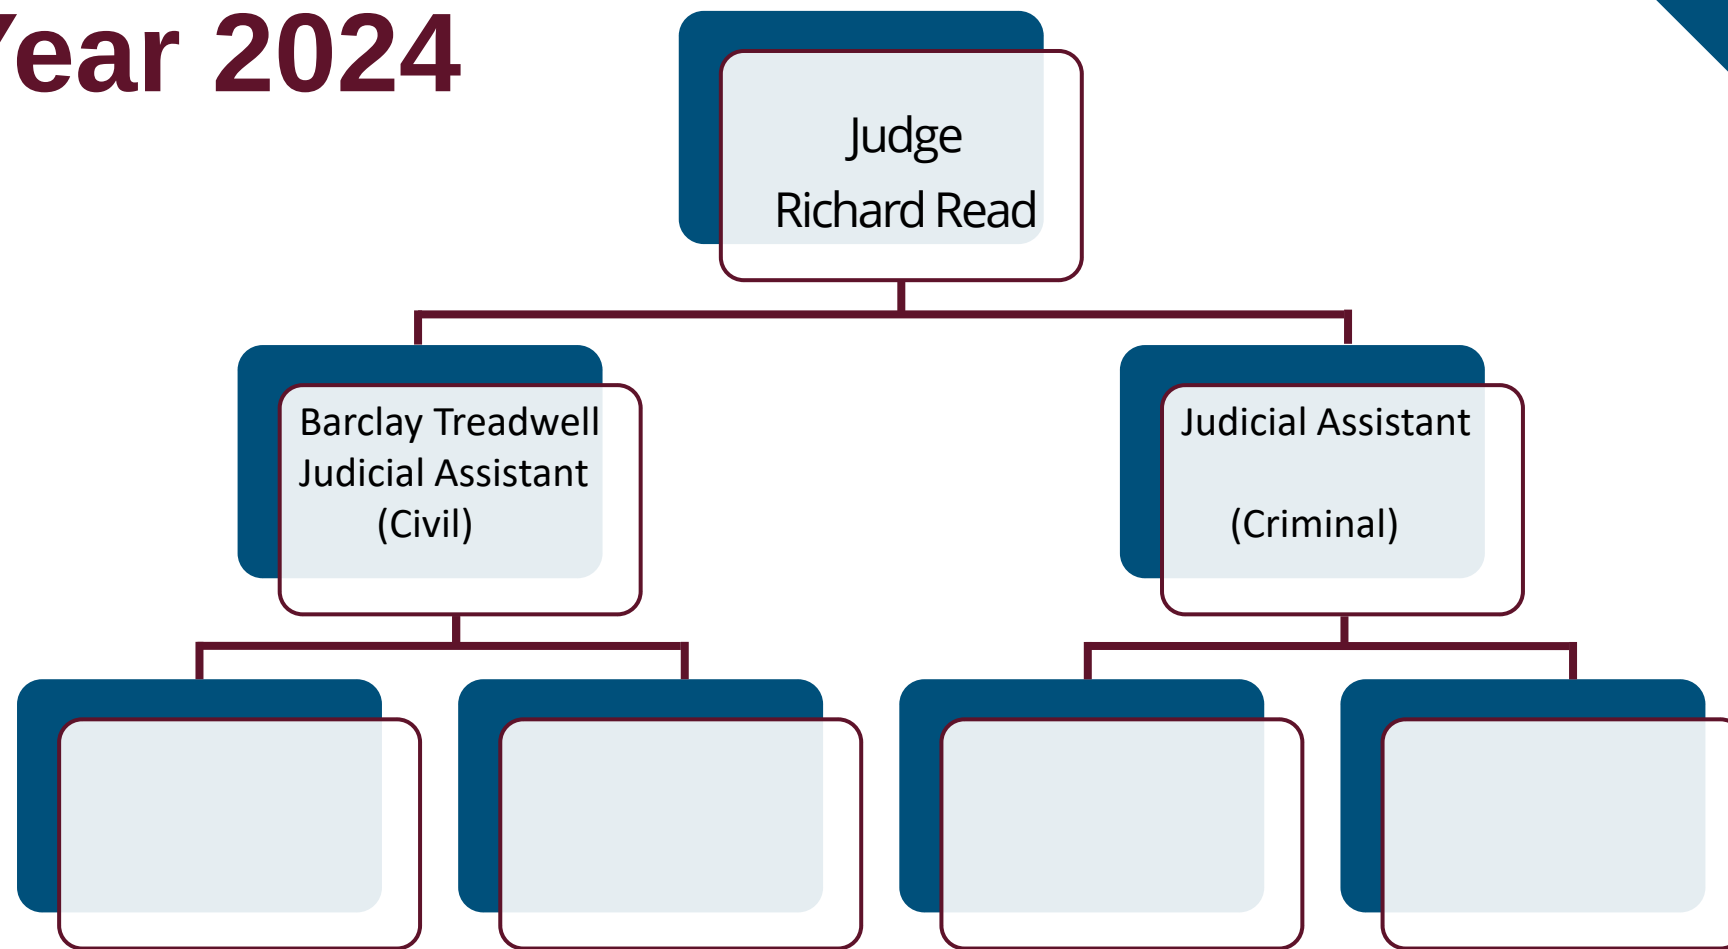 Year 2024
Judge
Richard Read
Barclay Treadwell
Judicial Assistant
(Civil)
Judicial Assistant
(Criminal)